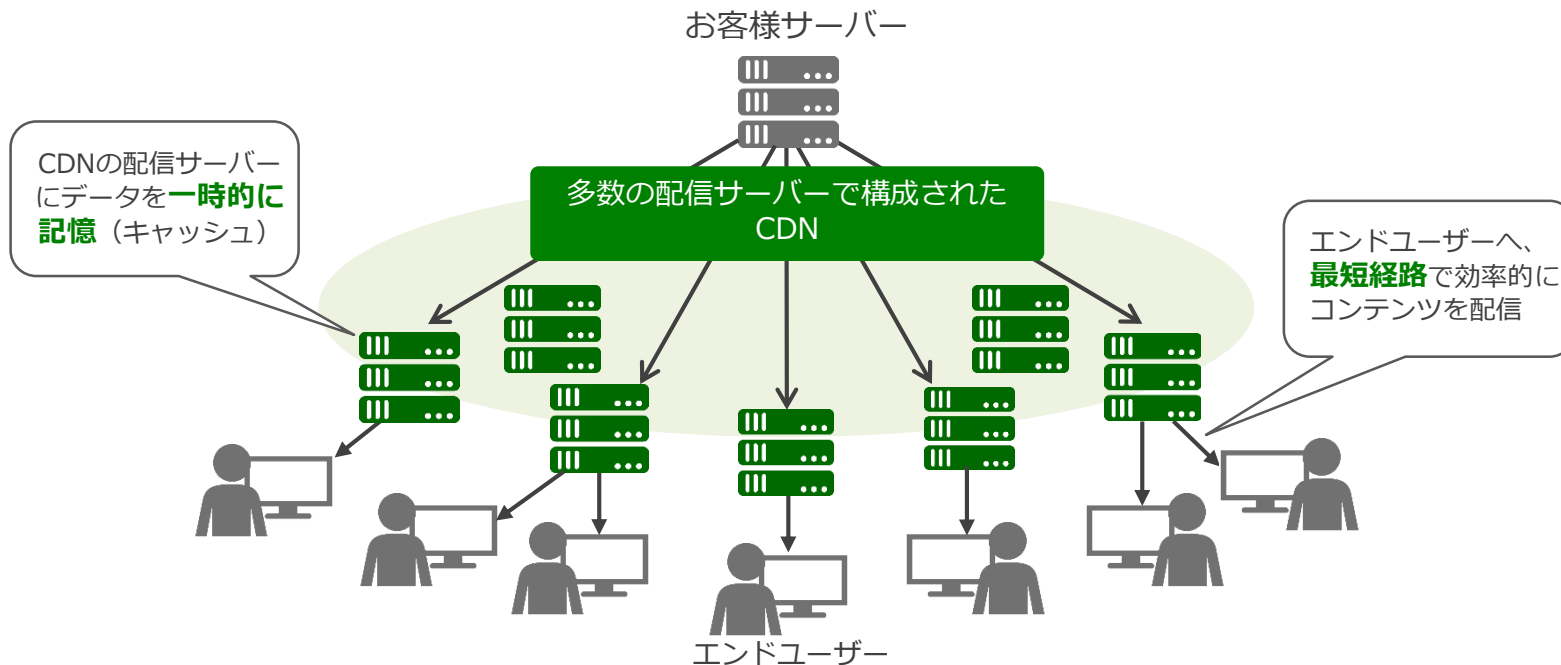 お客様サーバー
CDNの配信サーバー
にデータを一時的に
記憶（キャッシュ）
多数の配信サーバーで構成された
CDN
エンドユーザーへ、
最短経路で効率的に
コンテンツを配信
エンドユーザー